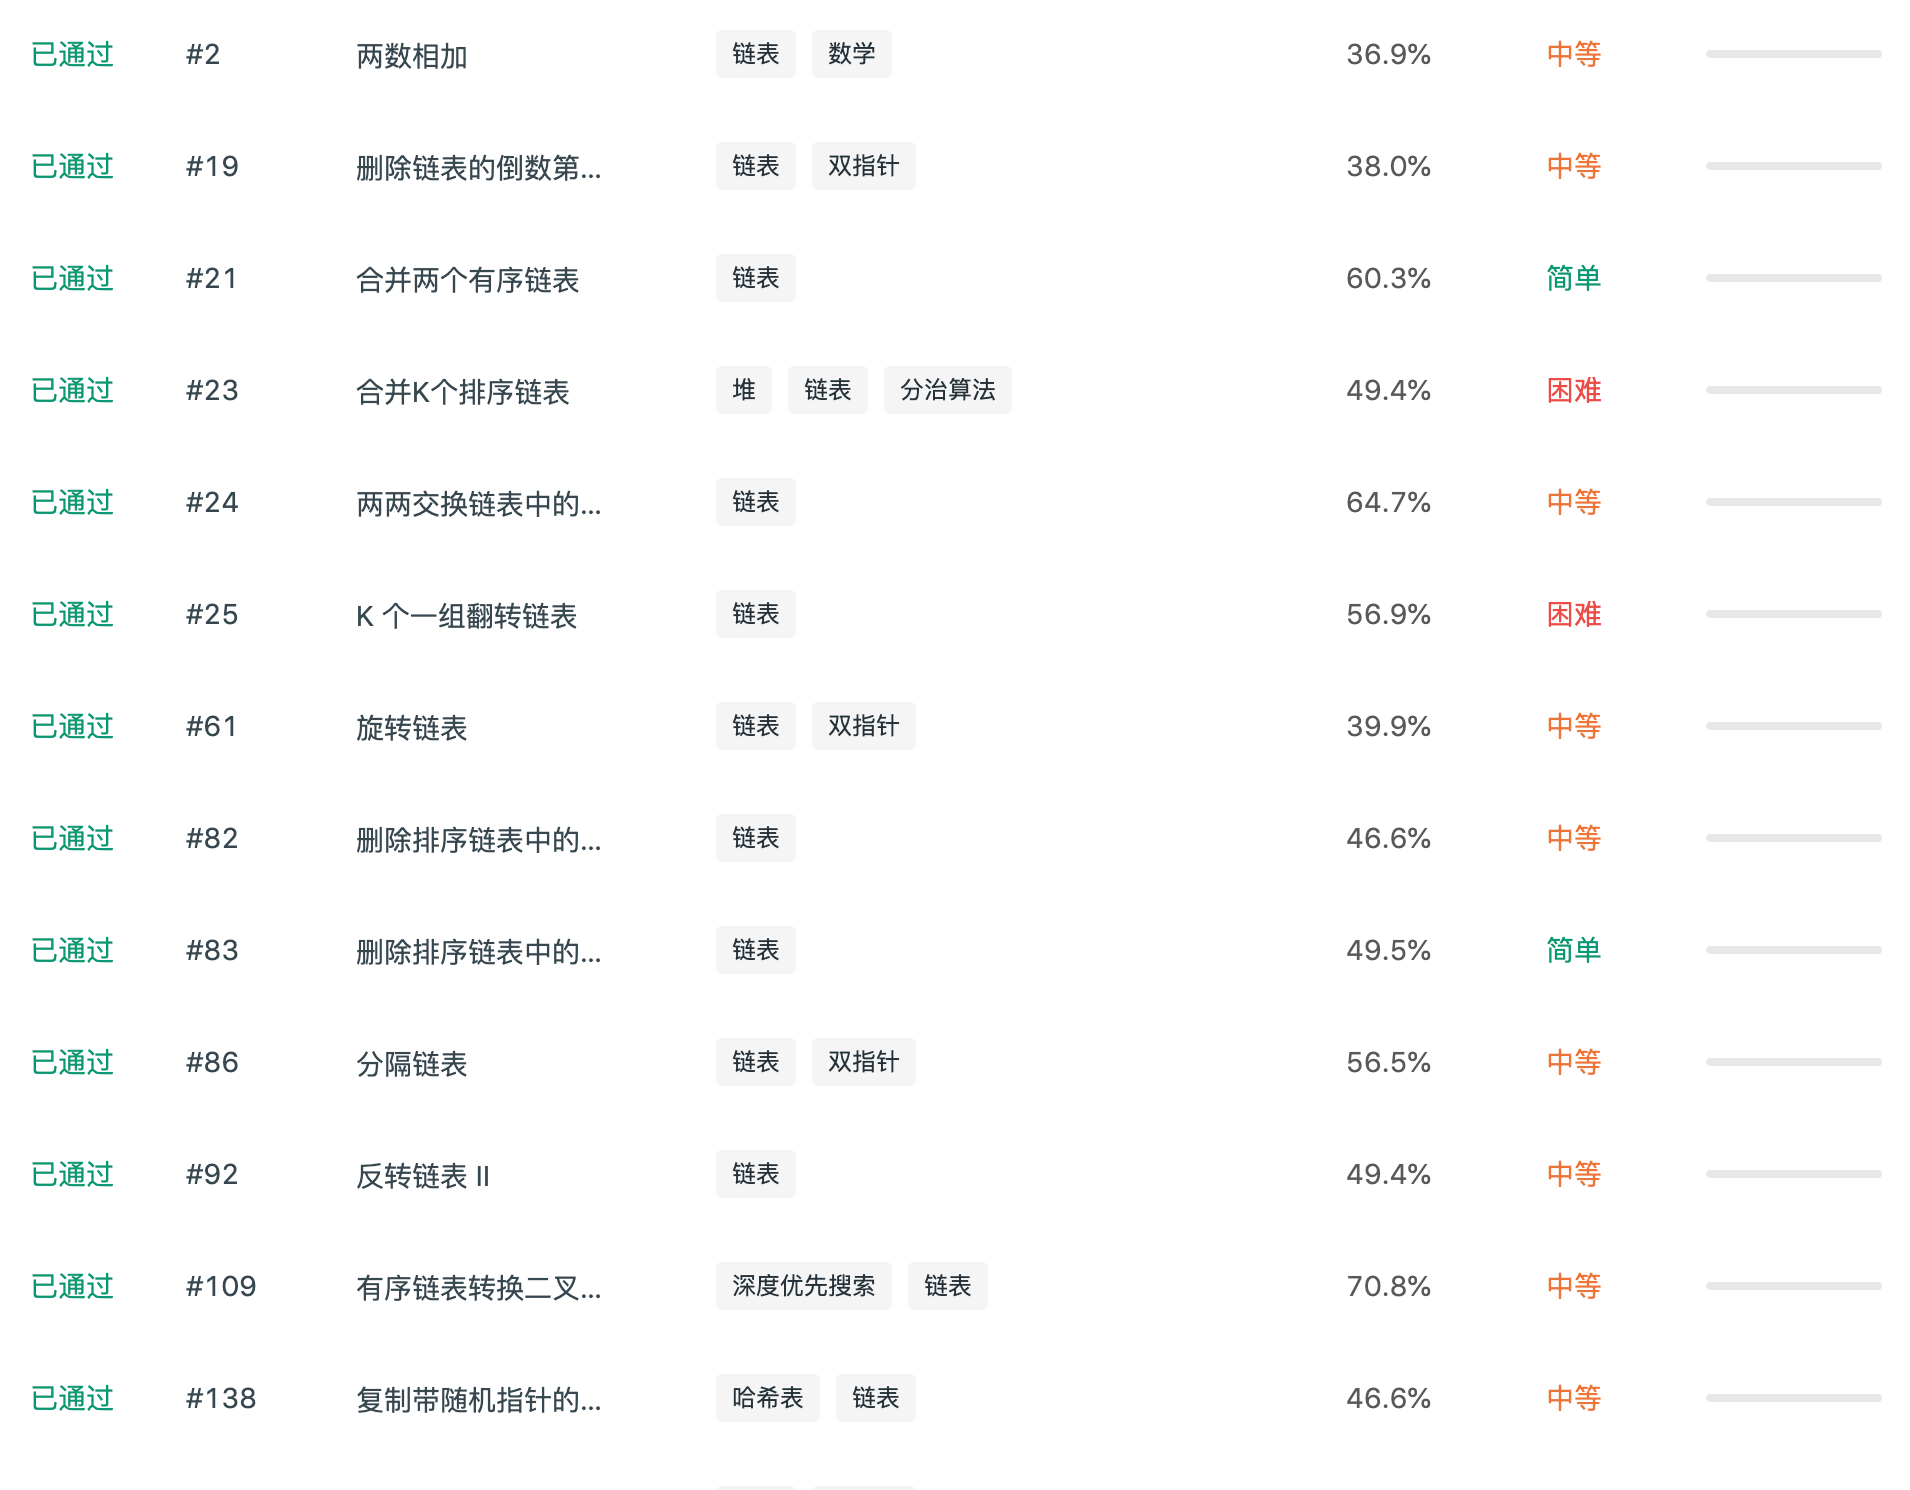 已通过 #2 两数相加 链表 数学 36.9% 中等
已通过 #19 删除链表的倒数第... 链表 双指针 38.0% 中等
已通过 #21 合并两个有序链表 链表 60.3% 简单
已通过 #23 合并K个排序链表 堆 链表 分治算法 49.4% 困难
已通过 #24 两两交换链表中的... 链表 64.7% 中等
已通过 #25 K 个一组翻转链表 链表 56.9% 困难
已通过 #61 旋转链表 链表 双指针 39.9% 中等
已通过 #82 删除排序链表中的... 链表 46.6% 中等
已通过 #83 删除排序链表中的... 链表 49.5% 简单
已通过 #86 分隔链表 链表 双指针 56.5% 中等
已通过 #92 反转链表 II 链表 49.4% 中等
已通过 #109 有序链表转换二叉... 深度优先搜索 链表 70.8% 中等
已通过 #138 复制带随机指针的... 哈希表 链表 46.6% 中等